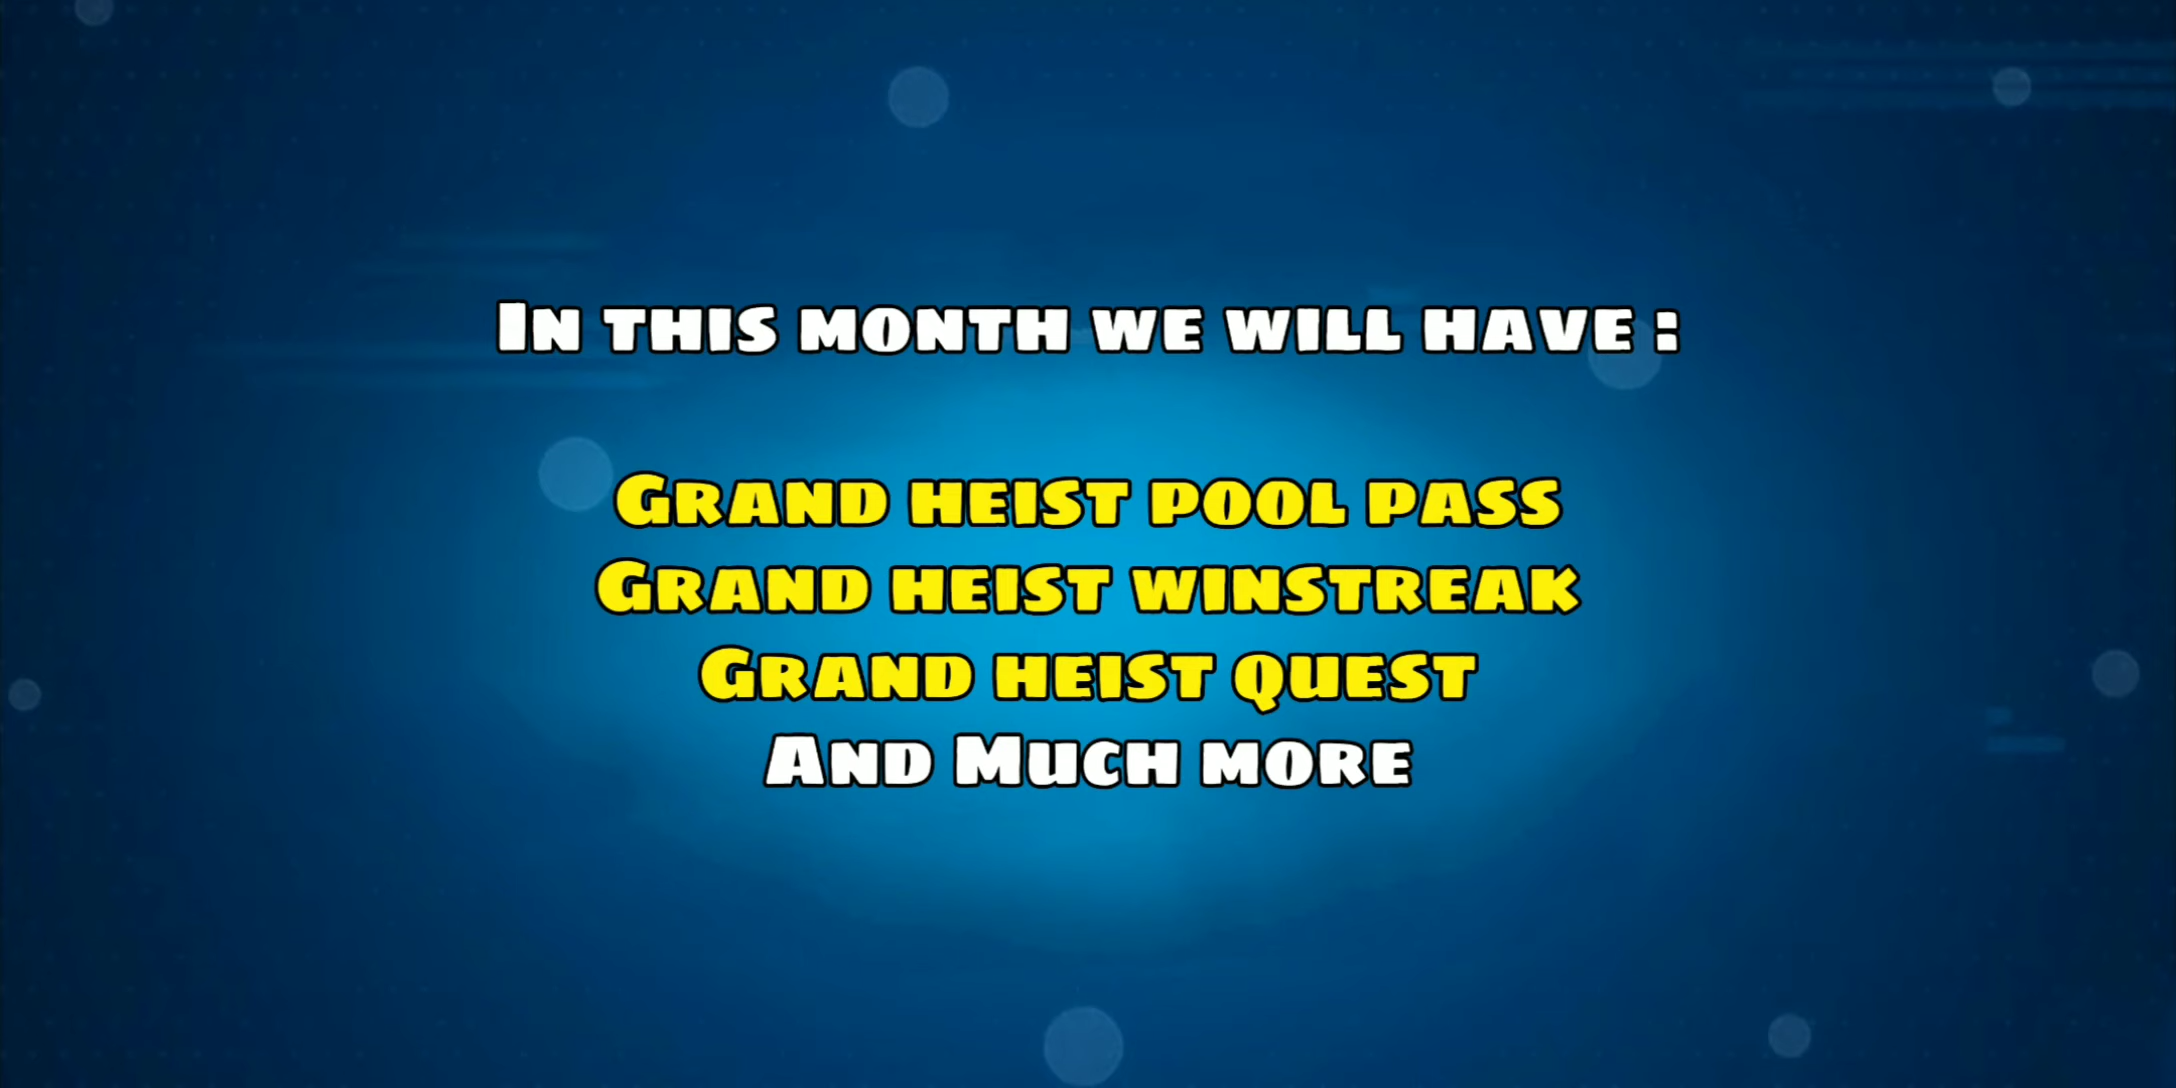 In this month we will have :
Grand heist pool pass
Grand heist winstreak
Grand heist quest
And Much more